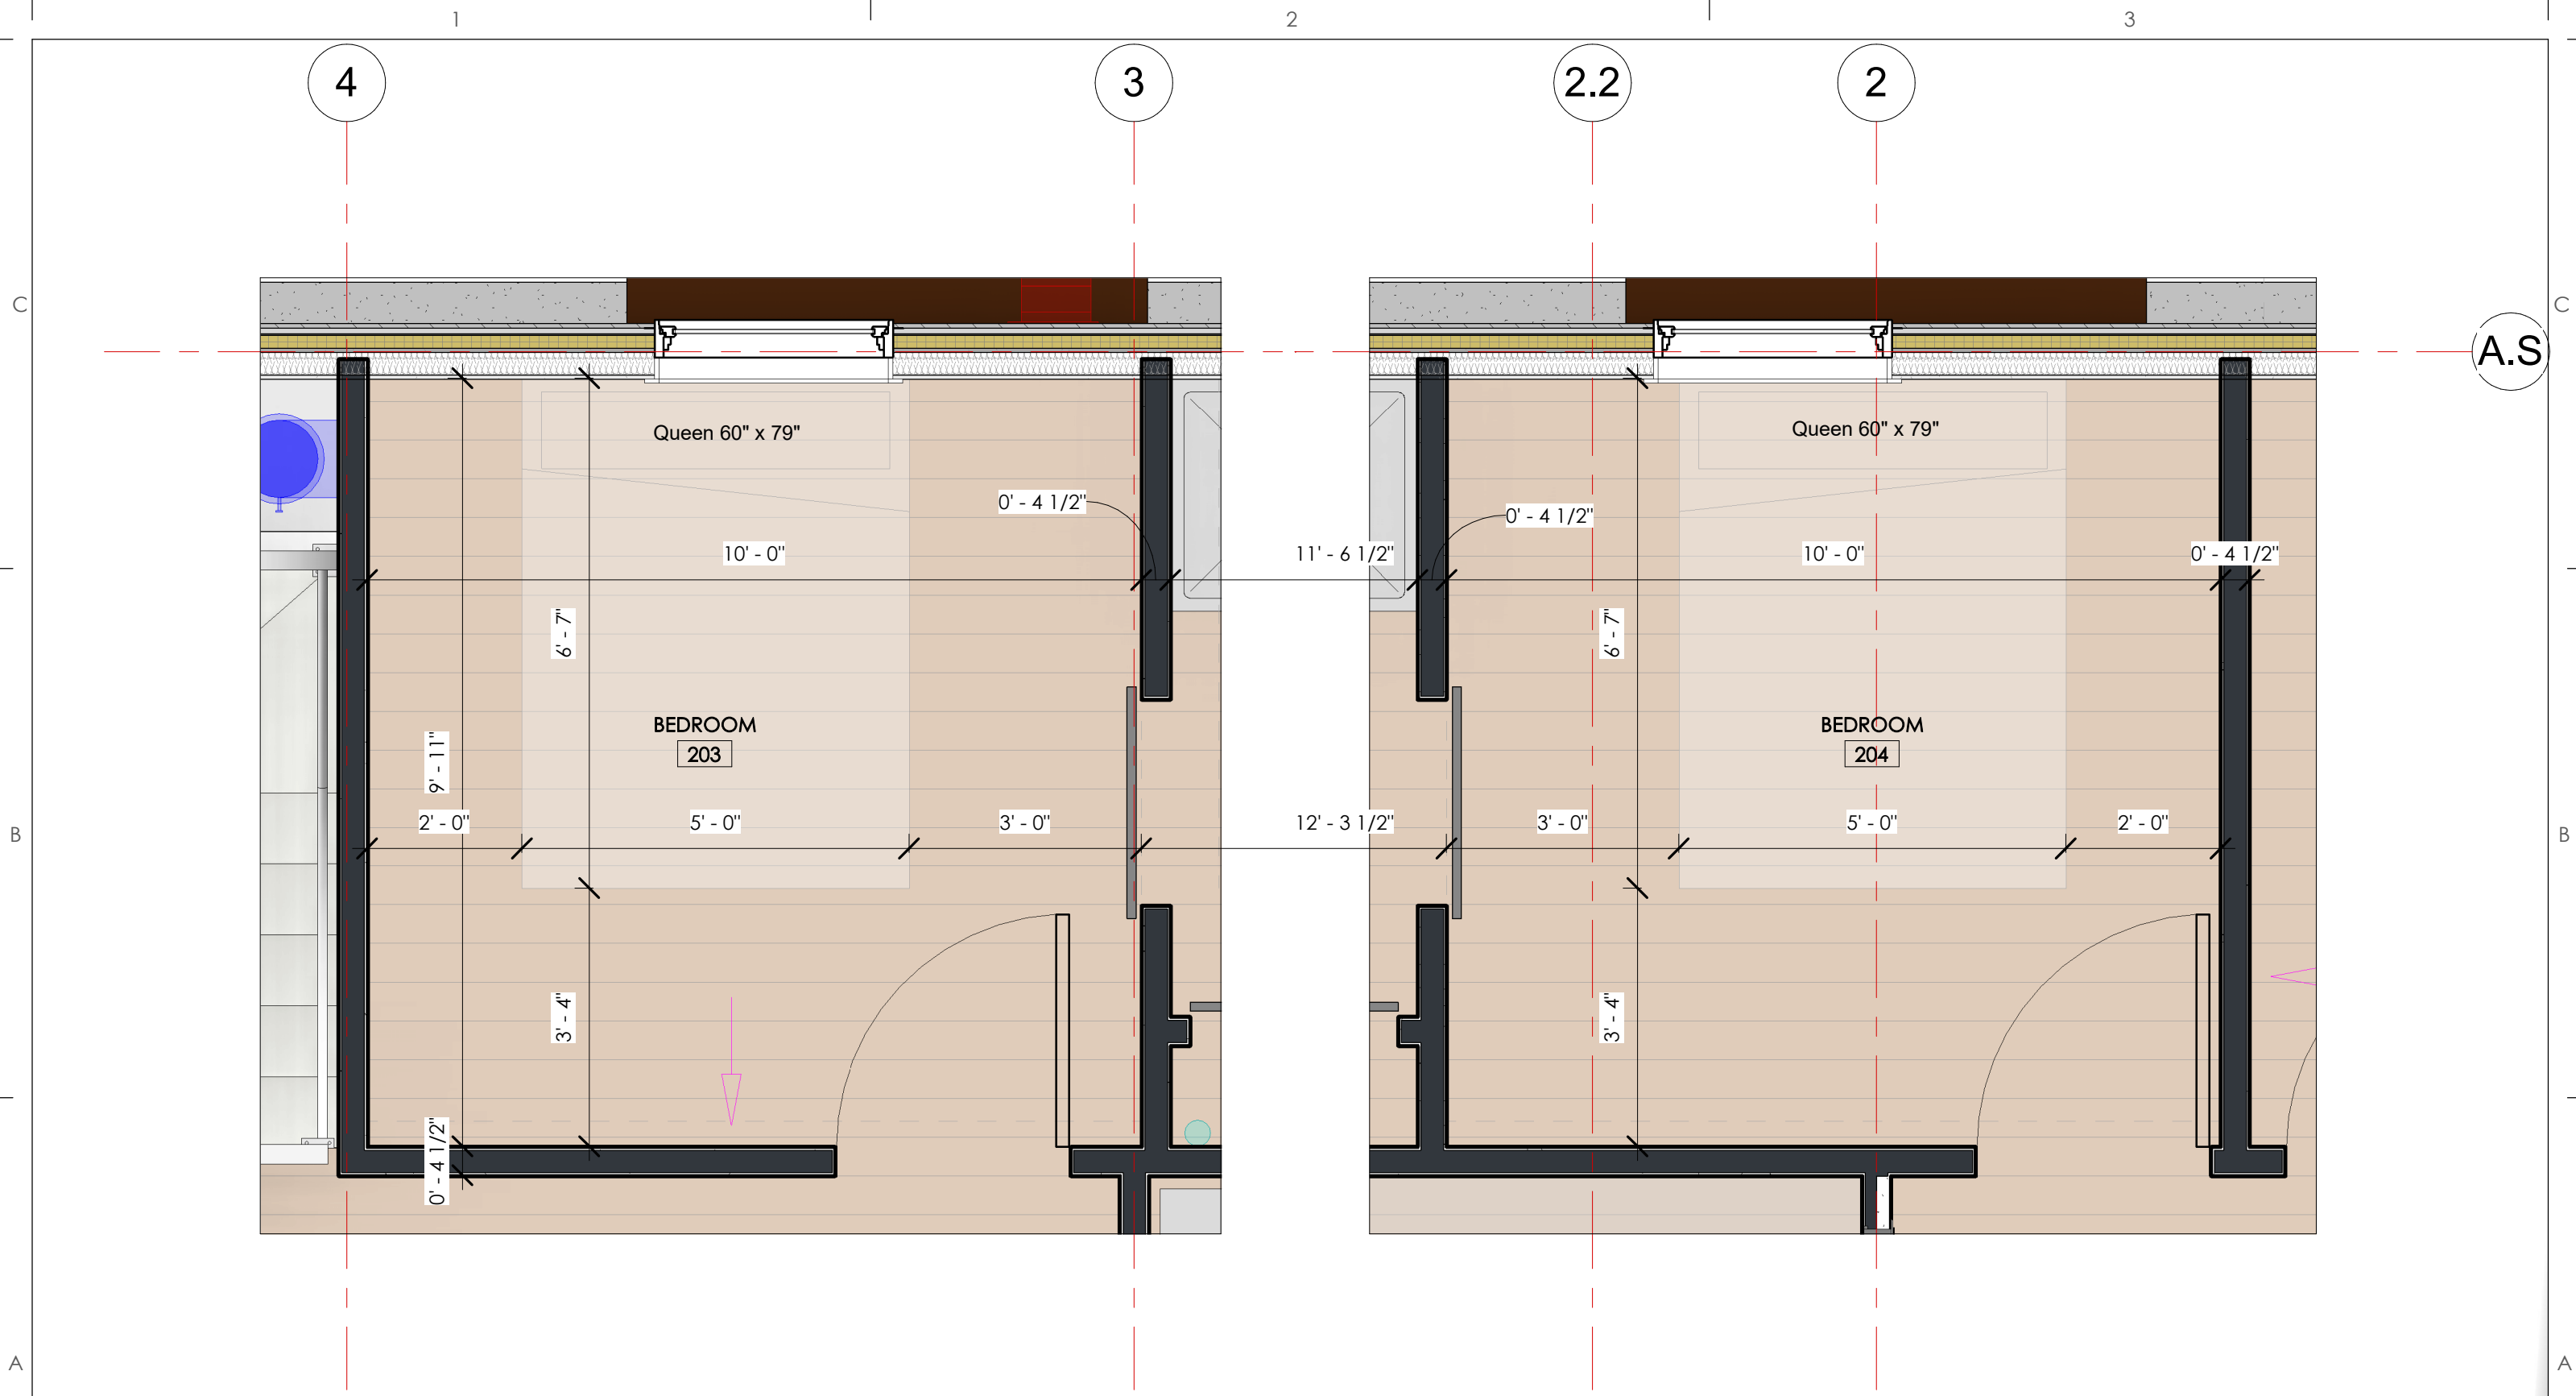 1 2 3
4 3 2.2 2
C C
A.S
Queen 60" x 79" Queen 60" x 79"
0' - 4 1/2" 0' - 4 1/2"
10' - 0" 11' - 6 1/2" 10' - 0" 0' - 4 1/2"
6' - 7" 6' - 7"
BEDROOM BEDROOM
203 204
9' - 11"
2' - 0" 5' - 0" 3' - 0" 12' - 3 1/2" 3' - 0" 5' - 0" 2' - 0"
B B
3' - 4" 3' - 4"
0' - 4 1/2"
A A